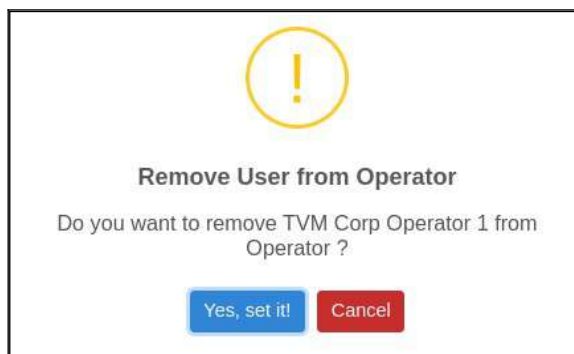 !
Remove User from Operator
Do you want to remove TVM Corp Operator 1 from
Operator ?
Yes, set it! Cancel